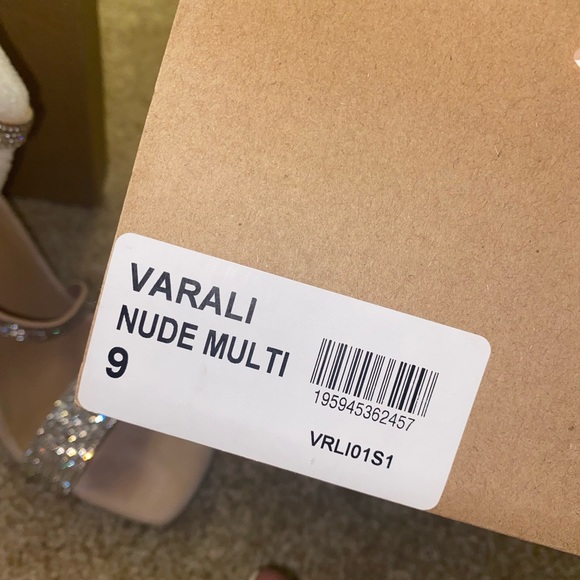 VARALI
NUDE MULTI
9
195945362457
VRLI01S1